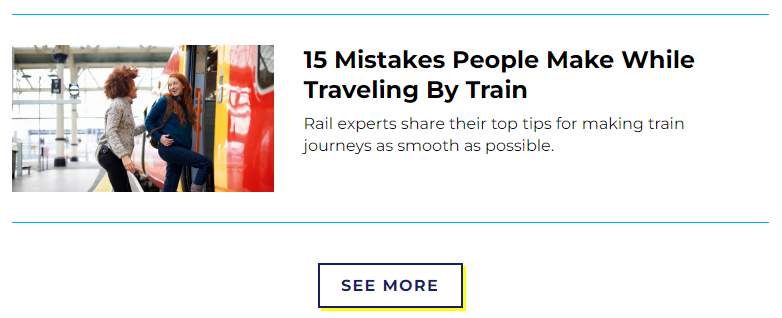 15 Mistakes People Make While
Traveling By Train
Rail experts share their top tips for making train
journeys as smooth as possible.
SEE MORE